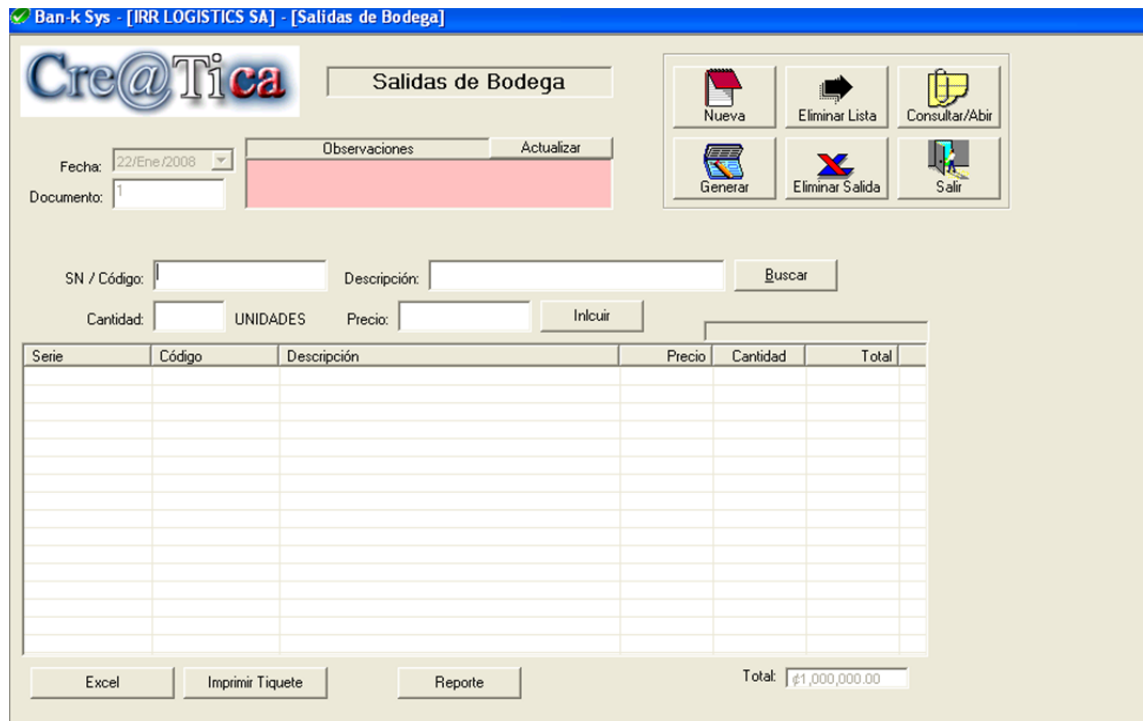 Ban-k Sys - [IRR LOGISTICS SA] - [Salidas de Bodega]
Cre@Tica
Salidas de Bodega
Nueva
Eliminar Lista
Consultar/Abir
Fecha: 22/Ene/2008
Observaciones
Actualizar
Documento: 1
Generar
Eliminar Salida
Salir
SN / Código:
Descripción:
Buscar
Cantidad:
UNIDADES
Precio:
Inlcuir
Serie
Código
Descripción
Precio
Cantidad
Total
Excel
Imprimir Tiquete
Reporte
Total: ¢1,000,000.00